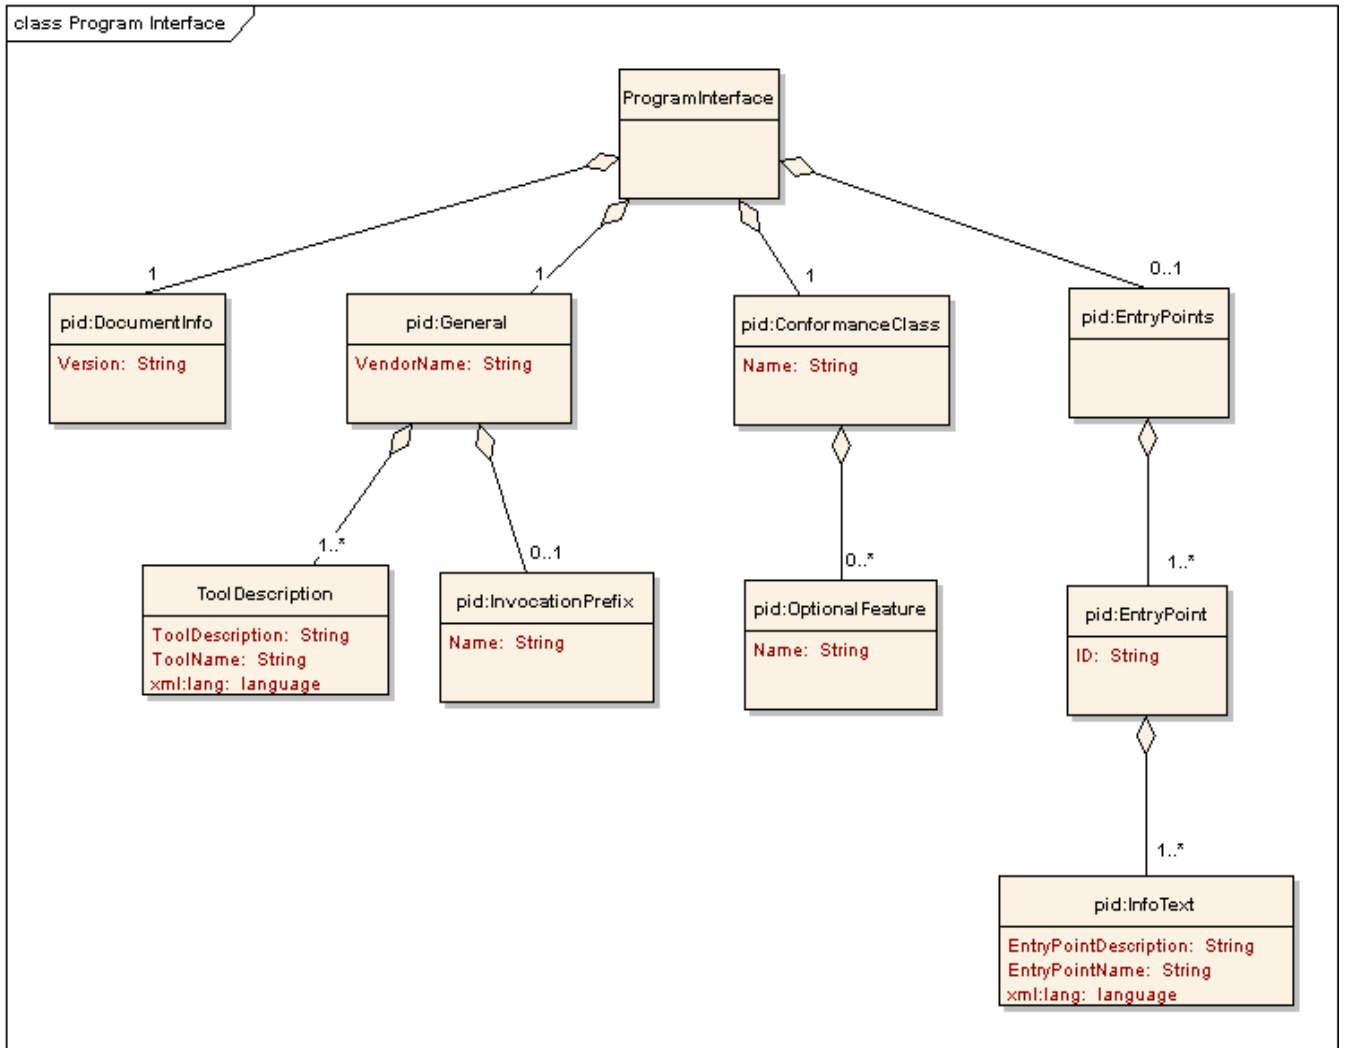 class Program Interface
ProgramInterface
1
1
1
0..1
pid:DocumentInfo
Version: String
pid:General
VendorName: String
pid:ConformanceClass
Name: String
pid:EntryPoints
1..*
0..1
0..*
1..*
ToolDescription
ToolDescription: String
ToolName: String
xml:lang: language
pid:InvocationPrefix
Name: String
pid:OptionalFeature
Name: String
pid:EntryPoint
ID: String
1..*
pid:InfoText
EntryPointDescription: String
EntryPointName: String
xml:lang: language